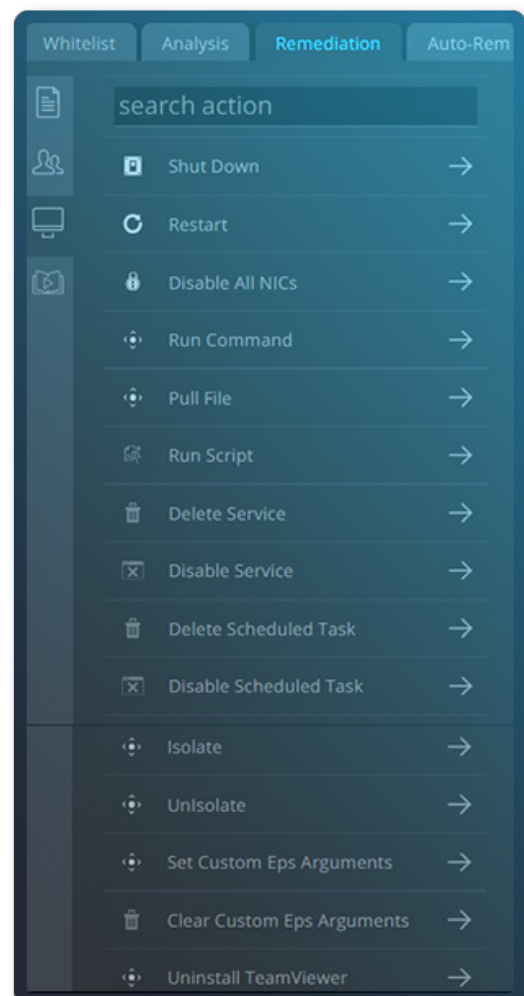 Whitelist Analysis Remediation Auto-Rem
search action
Shut Down
Restart
Disable All NICs
Run Command
Pull File
Run Script
Delete Service
Disable Service
Delete Scheduled Task
Disable Scheduled Task
Isolate
UnIsolate
Set Custom Eps Arguments
Clear Custom Eps Arguments
Uninstall TeamViewer